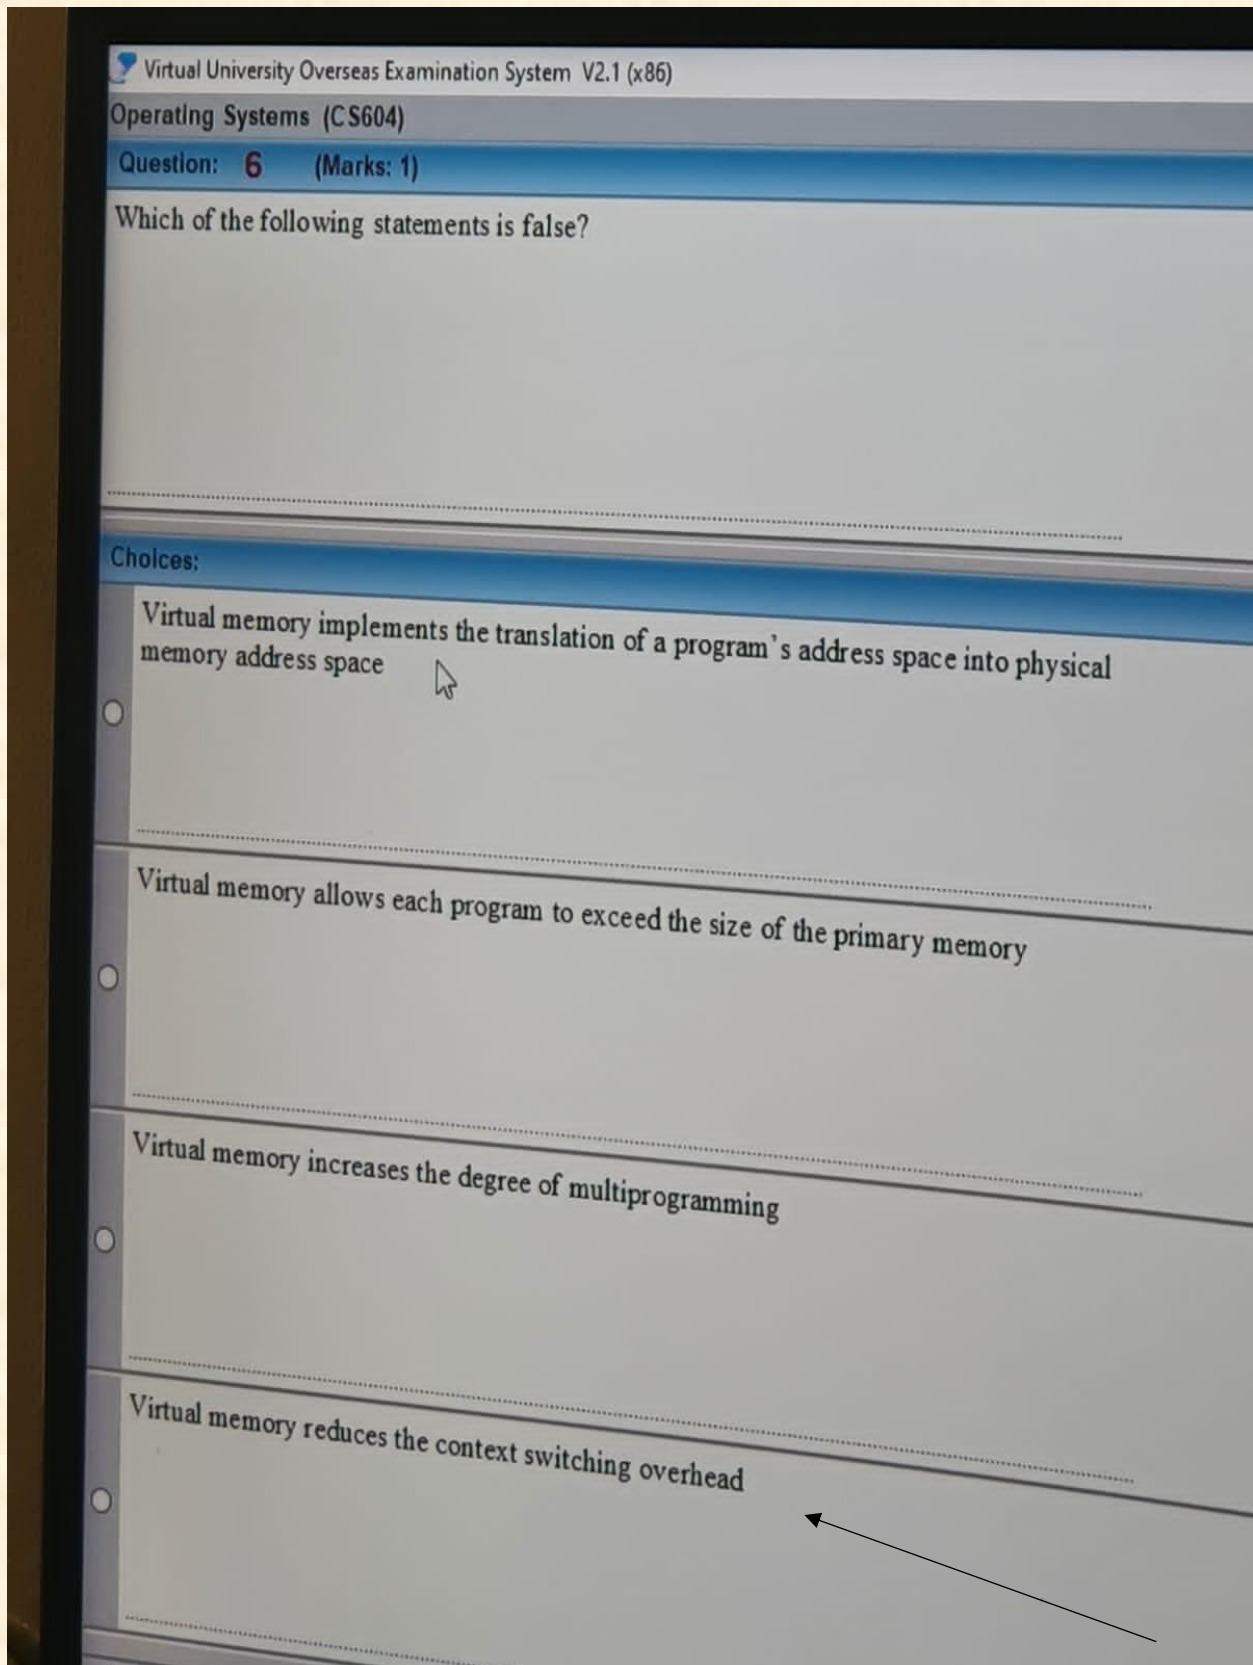 Virtual University Overseas Examination System V2.1 (x86)
Operating Systems (CS604)
Question: 6 (Marks: 1)
Which of the following statements is false?
Choices:
Virtual memory implements the translation of a program's address space into physical
memory address space
Virtual memory allows each program to exceed the size of the primary memory
Virtual memory increases the degree of multiprogramming
Virtual memory reduces the context switching overhead